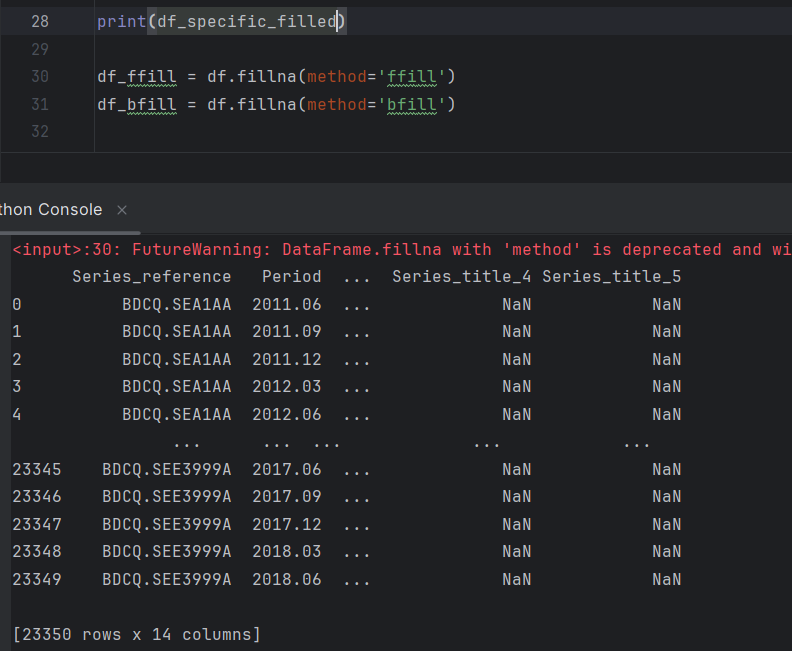 28 print(df_specific_filled)
29
30 df_ffill = df.fillna(method='ffill')
31 df_bfill = df.fillna(method='bfill')
32
thon Console ×
<input>:30: FutureWarning: DataFrame.fillna with 'method' is deprecated and wi
Series_reference Period ... Series_title_4 Series_title_5
0 BDCQ.SEA1AA 2011.06 ... NaN NaN
1 BDCQ.SEA1AA 2011.09 ... NaN NaN
2 BDCQ.SEA1AA 2011.12 ... NaN NaN
3 BDCQ.SEA1AA 2012.03 ... NaN NaN
4 BDCQ.SEA1AA 2012.06 ... NaN NaN
... ... ... ... ...
23345 BDCQ.SEE3999A 2017.06 ... NaN NaN
23346 BDCQ.SEE3999A 2017.09 ... NaN NaN
23347 BDCQ.SEE3999A 2017.12 ... NaN NaN
23348 BDCQ.SEE3999A 2018.03 ... NaN NaN
23349 BDCQ.SEE3999A 2018.06 ... NaN NaN
[23350 rows x 14 columns]